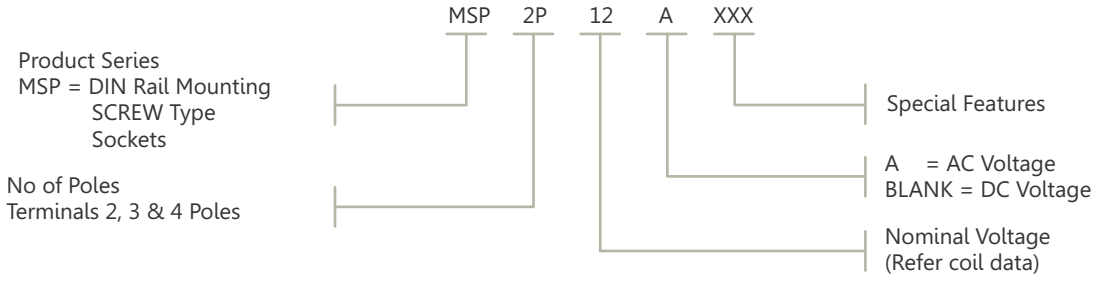 MSP 2P 12 A XXX
Product Series
MSP = DIN Rail Mounting
SCREW Type
Sockets
No of Poles
Terminals 2, 3 & 4 Poles
Special Features
A = AC Voltage
BLANK = DC Voltage
Nominal Voltage
(Refer coil data)